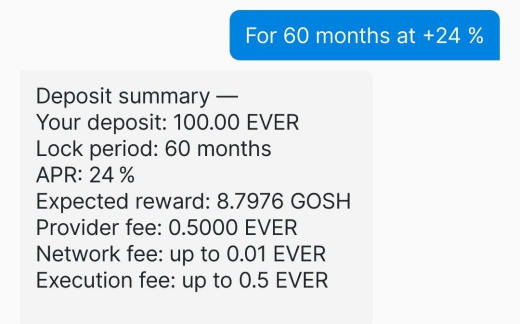 For 60 months at +24 %
Deposit summary —
Your deposit: 100.00 EVER
Lock period: 60 months
APR: 24 %
Expected reward: 8.7976 GOSH
Provider fee: 0.5000 EVER
Network fee: up to 0.01 EVER
Execution fee: up to 0.5 EVER